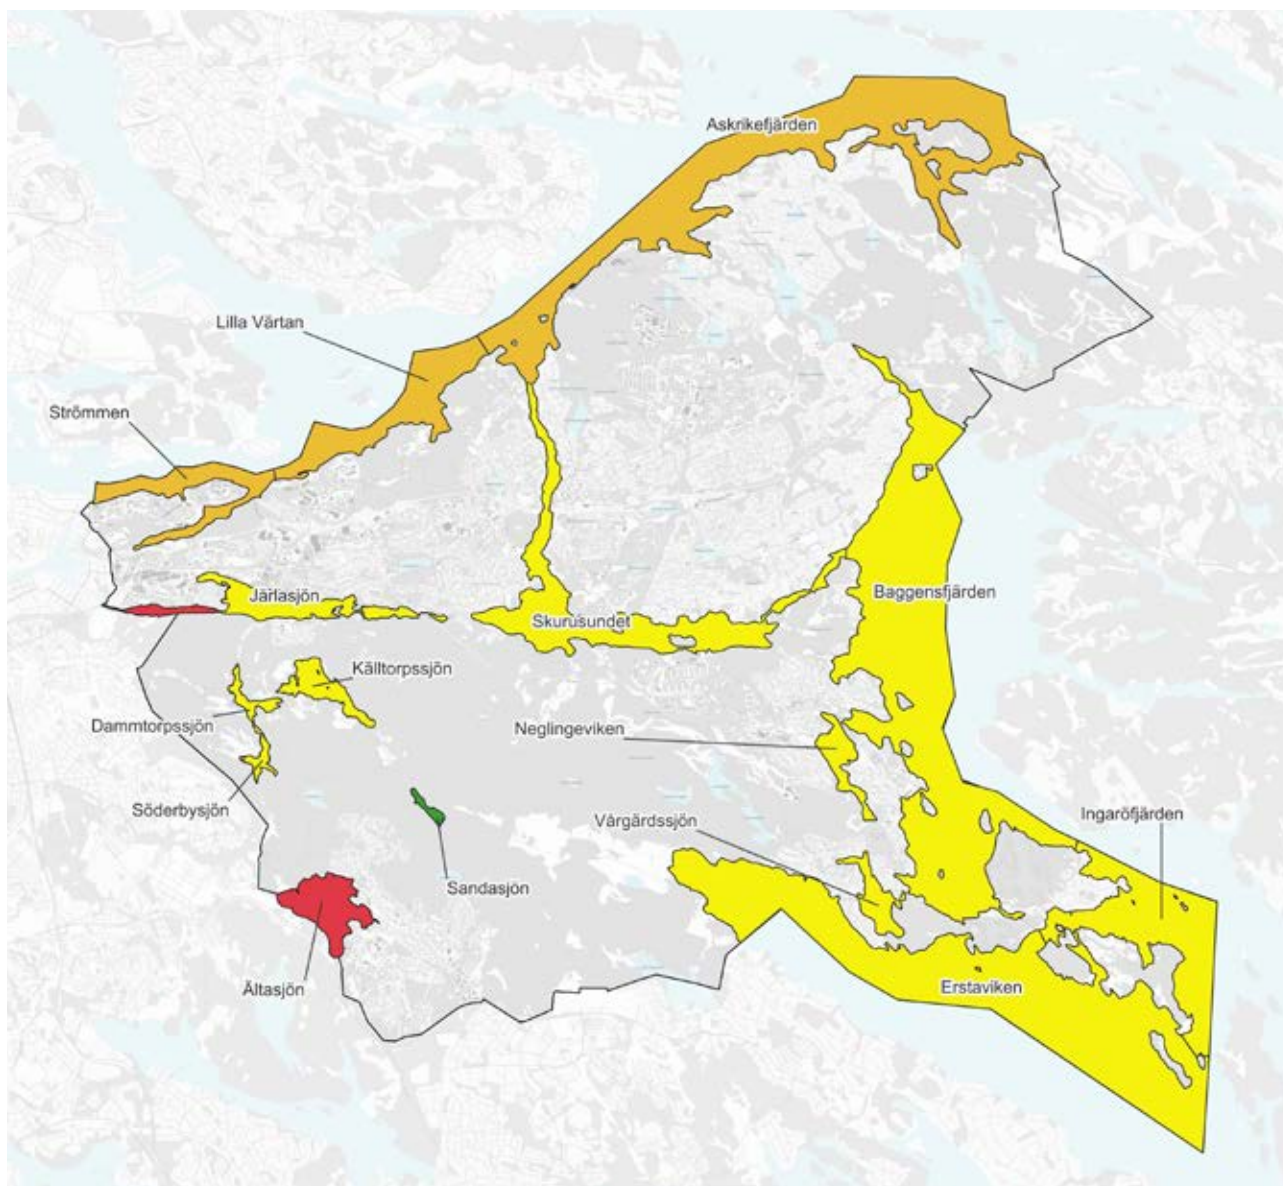 Askrikefjärden
Lilla Värtan
Strömmen
Järlasjön
Baggensfjärden
Skurusundet
Källtorpssjön
Dammtorpssjön
Neglingeviken
Söderbysjön
Vårgärdssjön
Ingaröfjärden
Sandasjön
Ältasjön
Erstaviken